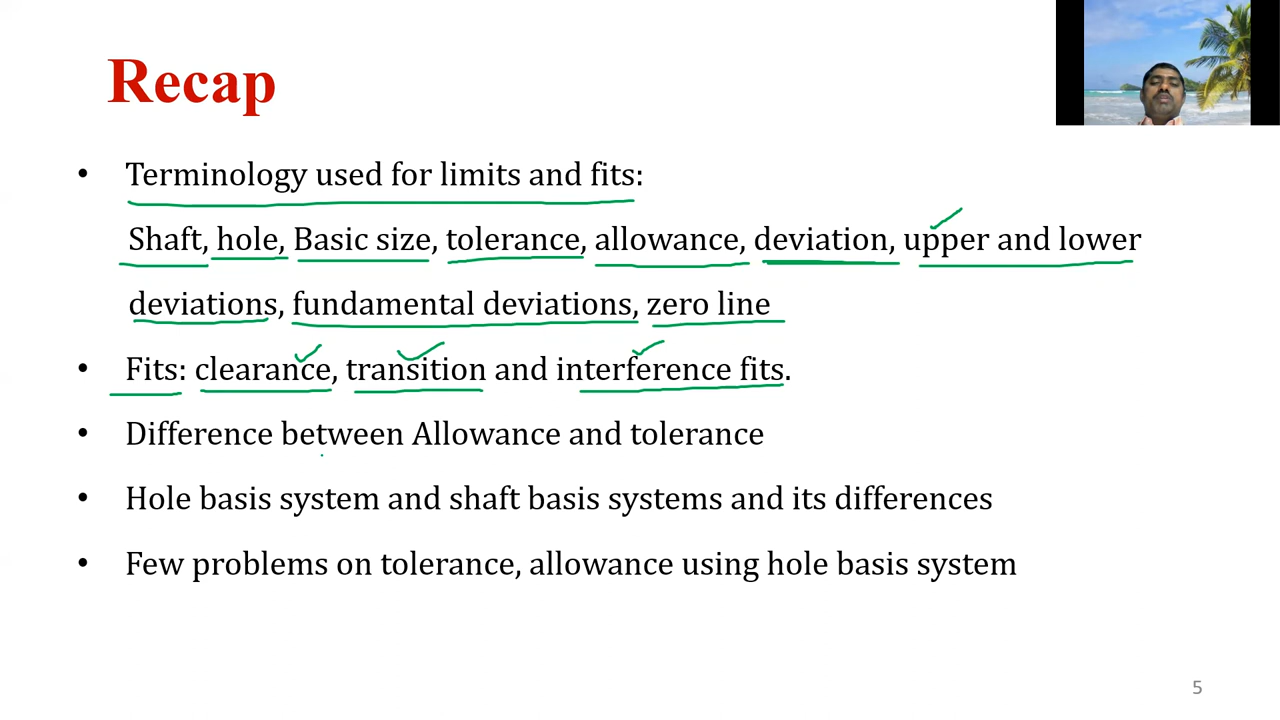 Recap
• Terminology used for limits and fits:
Shaft, hole, Basic size, tolerance, allowance, deviation, upper and lower
deviations, fundamental deviations, zero line
• Fits: clearance, transition and interference fits.
• Difference between Allowance and tolerance
• Hole basis system and shaft basis systems and its differences
• Few problems on tolerance, allowance using hole basis system
5